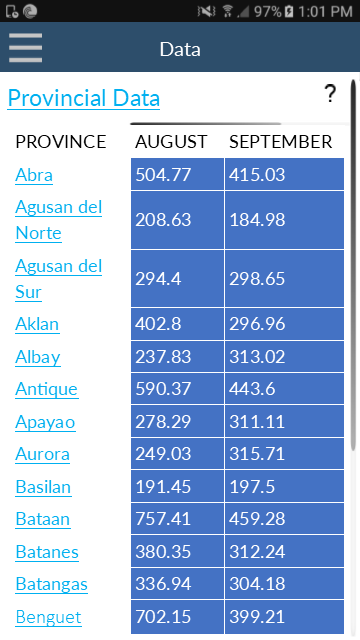 97% 1:01 PM
Data
Provincial Data ?
PROVINCE AUGUST SEPTEMBER
Abra 504.77 415.03
Agusan del
Norte 208.63 184.98
Agusan del
Sur 294.4 298.65
Aklan 402.8 296.96
Albay 237.83 313.02
Antique 590.37 443.6
Apayao 278.29 311.11
Aurora 249.03 315.71
Basilan 191.45 197.5
Bataan 757.41 459.28
Batanes 380.35 312.24
Batangas 336.94 304.18
Benguet 702.15 399.21